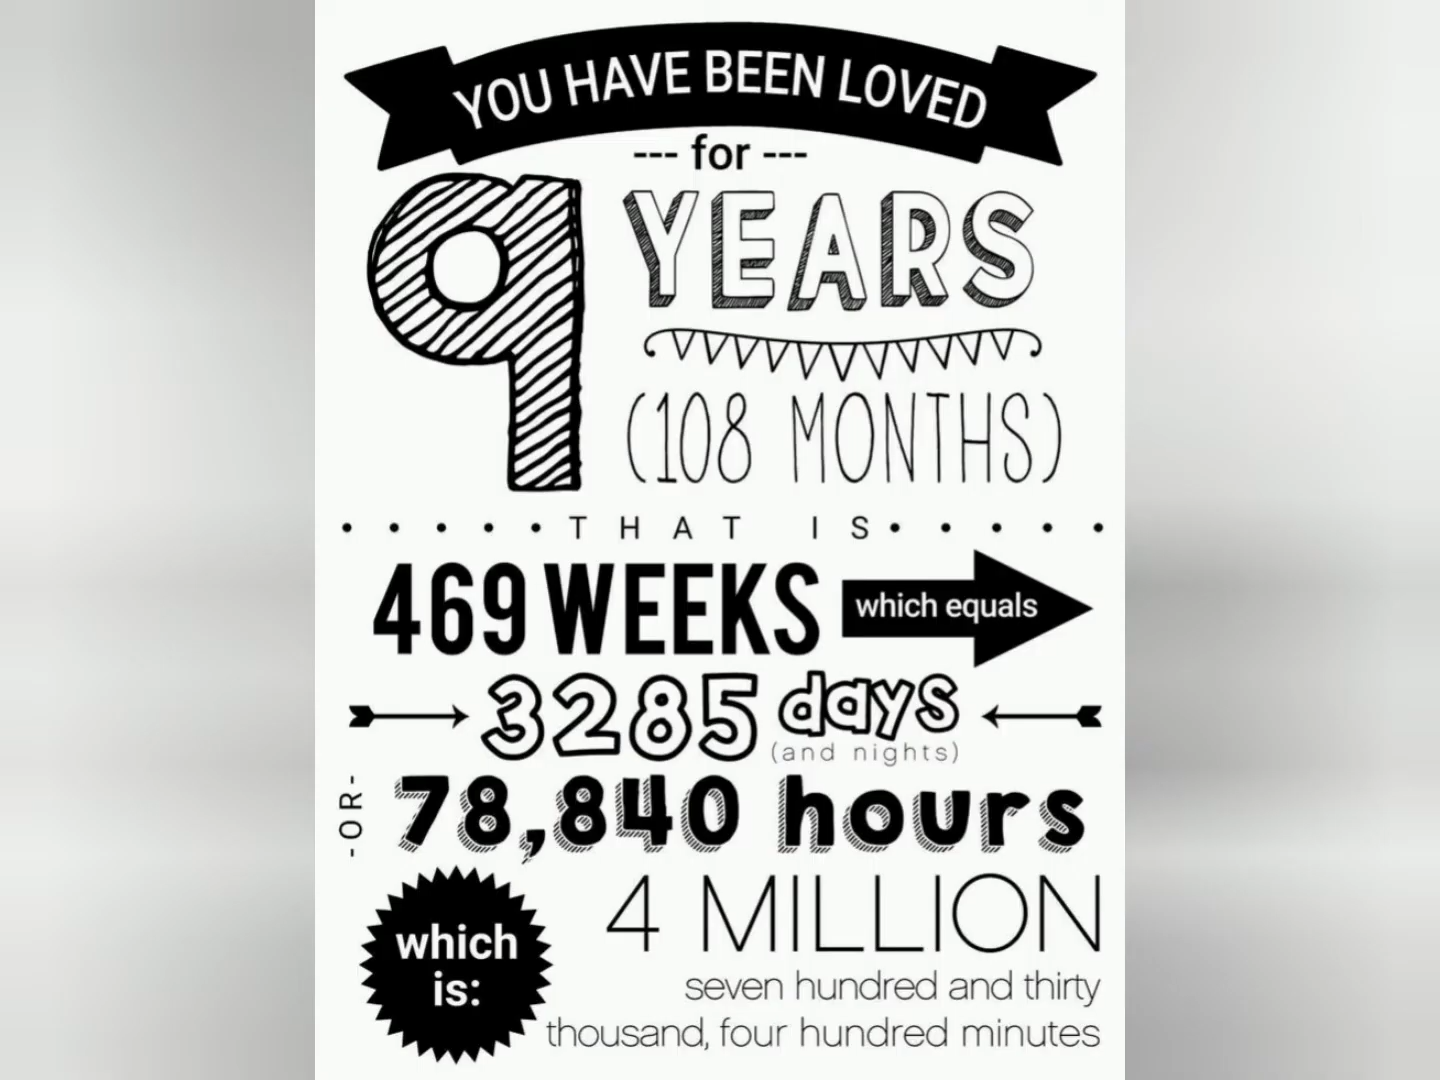 YOU HAVE BEEN LOVED
--- for ---
9 YEARS
(108 MONTHS)
THAT IS
469 WEEKS which equals
3285 days
(and nights)
-OR-
78,840 hours
which
is:
4 MILLION
seven hundred and thirty
thousand, four hundred minutes